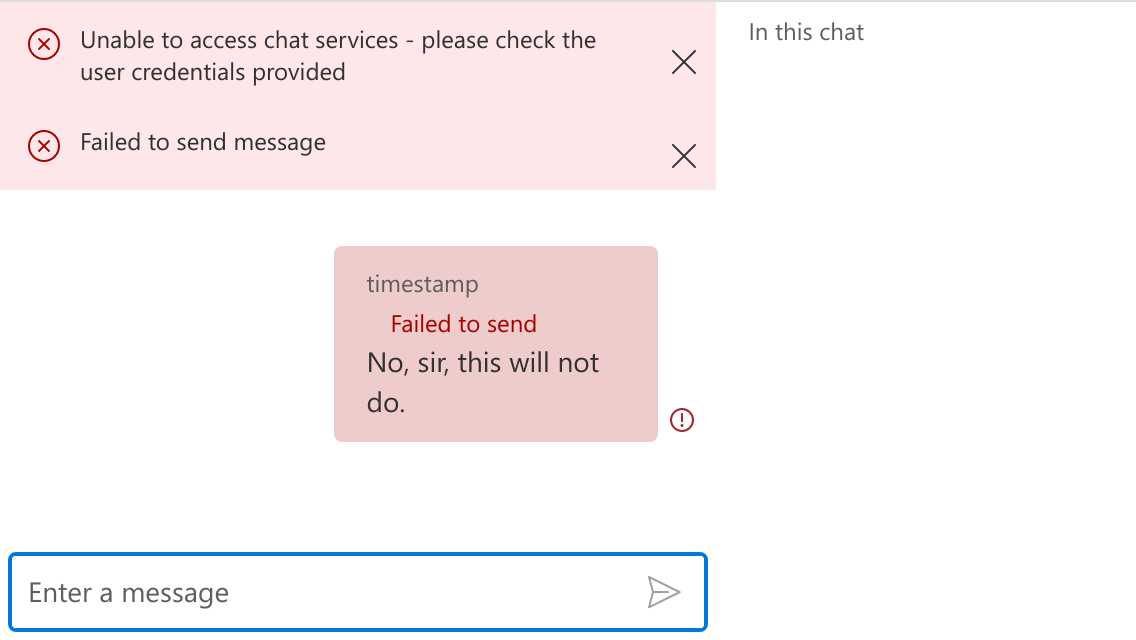 Unable to access chat services - please check the
user credentials provided
In this chat
Failed to send message
timestamp
Failed to send
No, sir, this will not
do.
Enter a message